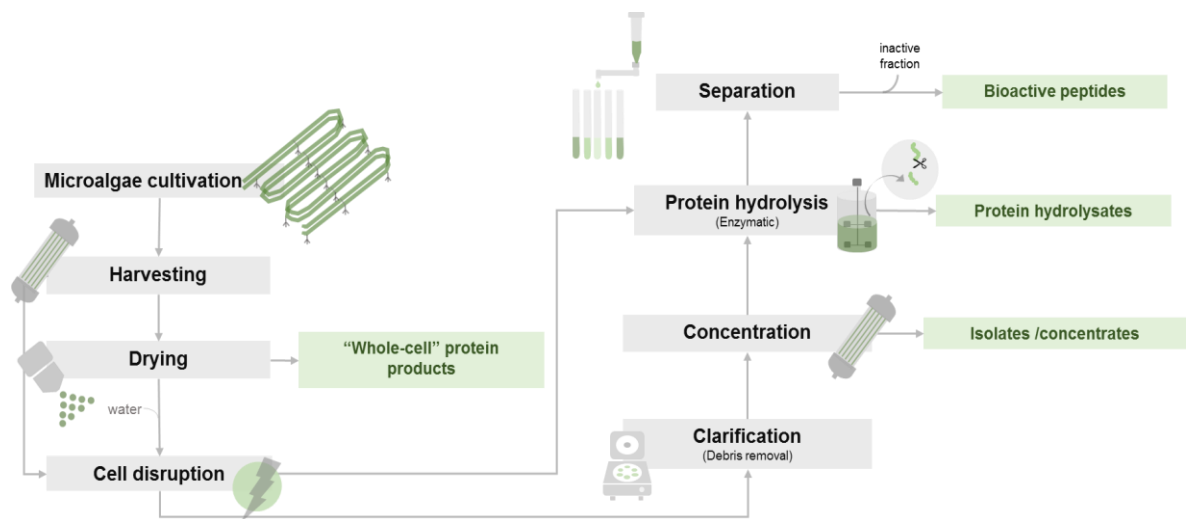 Microalgae cultivation
Harvesting
Drying
“Whole-cell” protein
products
water
Cell disruption
Clarification
(Debris removal)
Concentration
Isolates /concentrates
Protein hydrolysis
(Enzymatic)
Protein hydrolysates
Separation
inactive
fraction
Bioactive peptides